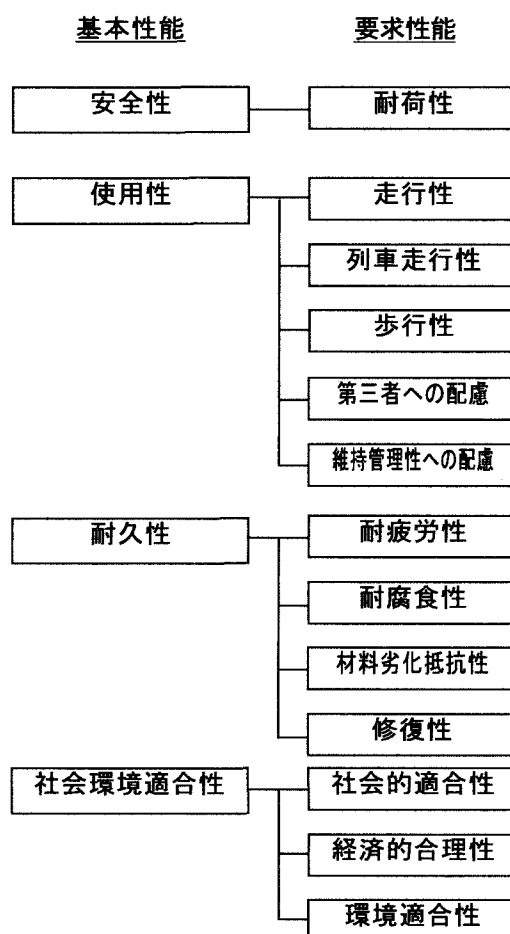 基本性能 要求性能
安全性 耐荷性
使用性 走行性
列車走行性
歩行性
第三者への配慮
維持管理性への配慮
耐久性 耐疲労性
耐腐食性
材料劣化抵抗性
修復性
社会環境適合性 社会的適合性
経済的合理性
環境適合性